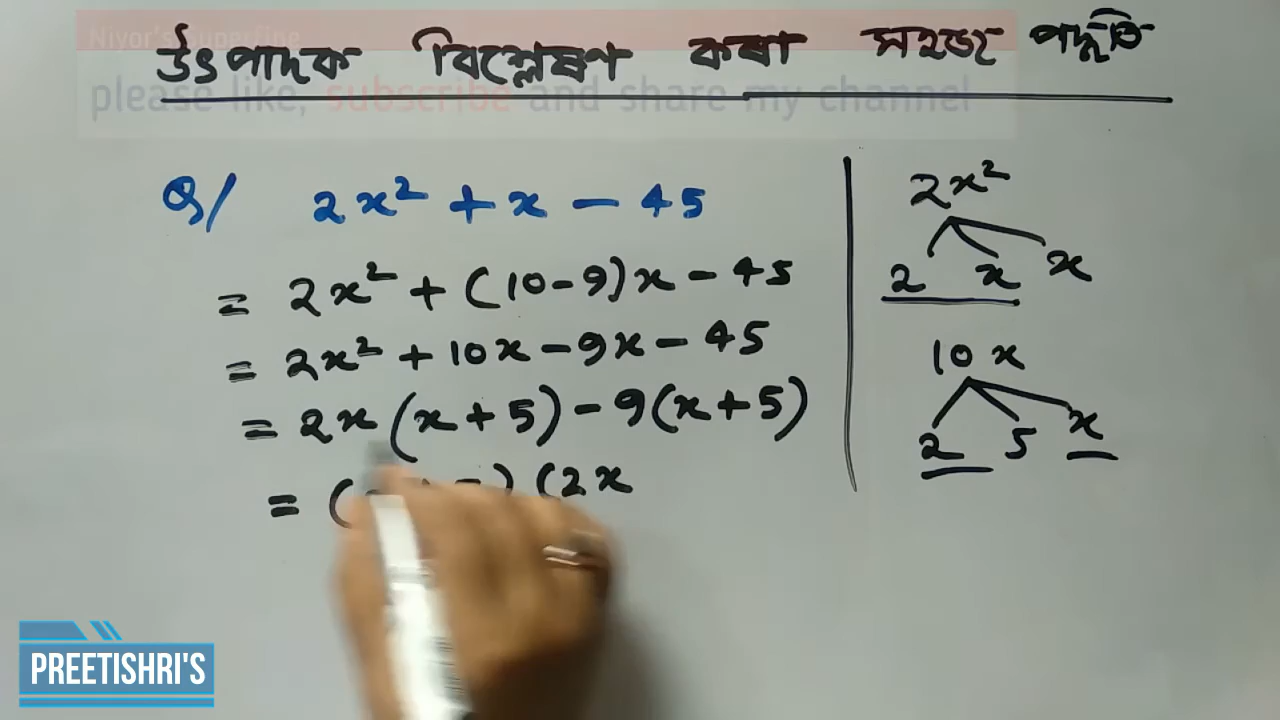 উৎপাদক বিশ্লেষণ কৰা সহজ পদ্ধতি
please like, subscribe and share my channel
Q/ 2x² + x - 45
= 2x² + (10-9)x - 45
= 2x² + 10x - 9x - 45
= 2x(x+5) - 9(x+5)
= ( ) (2x
2x²
2 x x
10 x
2 5 x
PREETISHRI'S